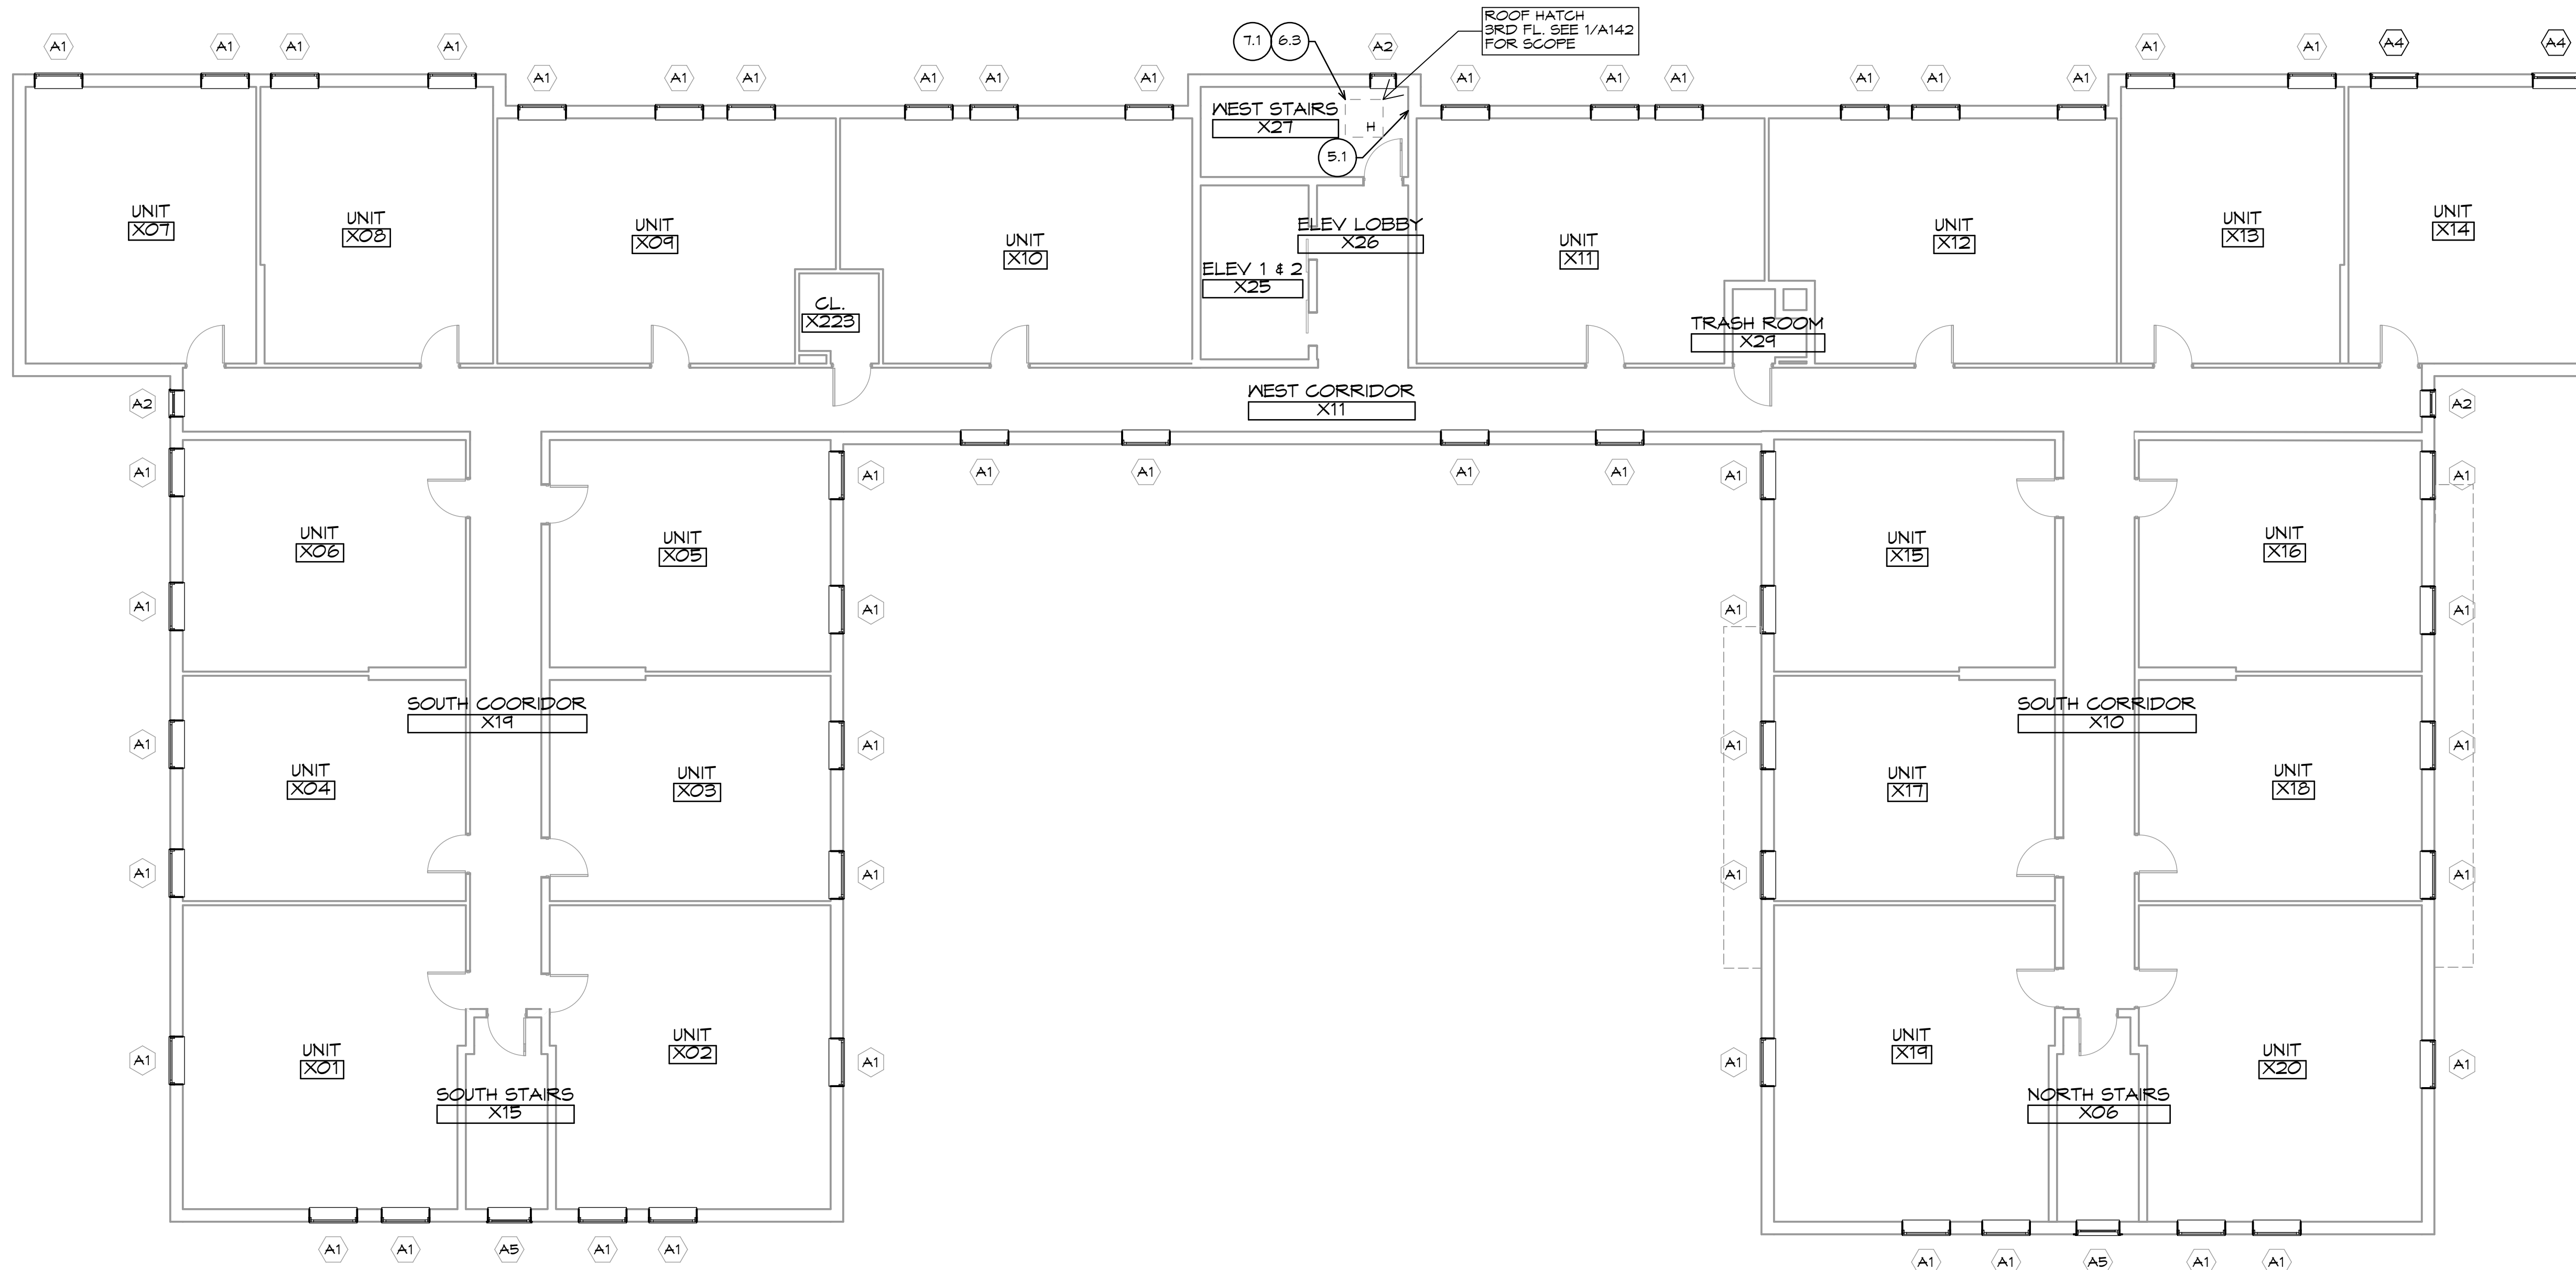 ROOF HATCH
3RD FL. SEE 1/A142
FOR SCOPE
7.1 6.3
A2
A1 A1 A1 A1
A1 A1 A1 A1 A1 A1
A1 A1 A1 A1 A1 A1
A1 A1 A4 A4
WEST STAIRS
X27
H
5.1
UNIT
X07
UNIT
X08
UNIT
X09
UNIT
X10
ELEV LOBBY
X26
ELEV 1 & 2
X25
UNIT
X11
UNIT
X12
UNIT
X13
UNIT
X14
CL.
X223
TRASH ROOM
X29
WEST CORRIDOR
X11
A2 A2
A1 A1 A1 A1 A1 A1 A1 A1
UNIT
X06
UNIT
X05
UNIT
X15
UNIT
X16
A1 A1 A1 A1
SOUTH COORIDOR
X19
SOUTH CORRIDOR
X10
A1 A1 A1 A1
UNIT
X04
UNIT
X03
UNIT
X17
UNIT
X18
A1 A1 A1 A1
UNIT
X01
UNIT
X02
UNIT
X19
UNIT
X20
A1 A1 A1 A1
SOUTH STAIRS
X15
NORTH STAIRS
X06
A1 A1 A5 A1 A1
A1 A1 A5 A1 A1